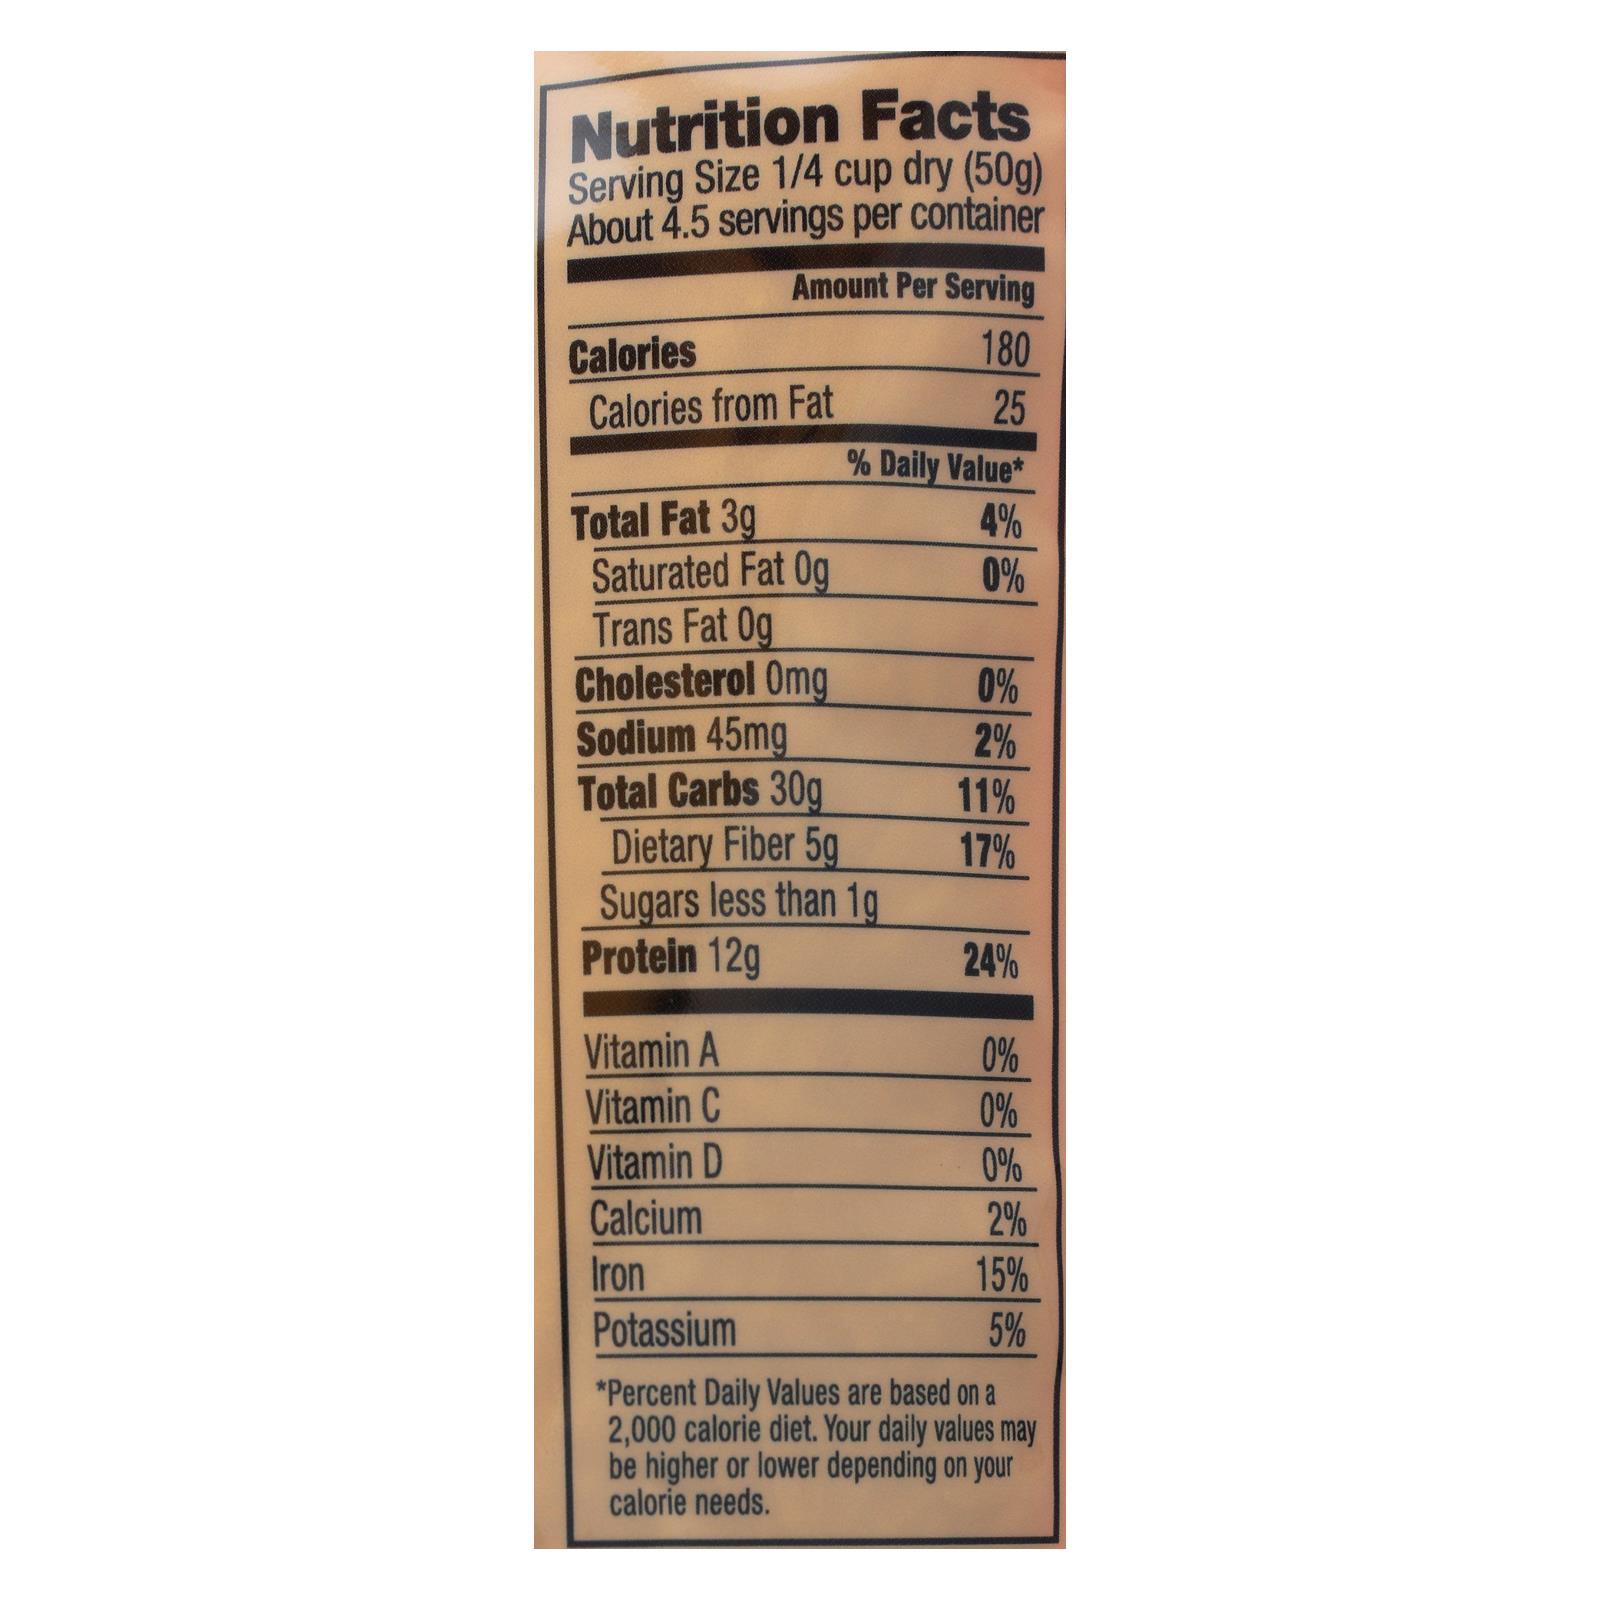 Nutrition Facts
Serving Size 1/4 cup dry (50g)
About 4.5 servings per container
Amount Per Serving
Calories 180
Calories from Fat 25
% Daily Value*
Total Fat 3g 4%
Saturated Fat 0g 0%
Trans Fat 0g
Cholesterol 0mg 0%
Sodium 45mg 2%
Total Carbs 30g 11%
Dietary Fiber 5g 17%
Sugars less than 1g
Protein 12g 24%
Vitamin A 0%
Vitamin C 0%
Vitamin D 0%
Calcium 2%
Iron 15%
Potassium 5%
*Percent Daily Values are based on a
2,000 calorie diet. Your daily values may
be higher or lower depending on your
calorie needs.